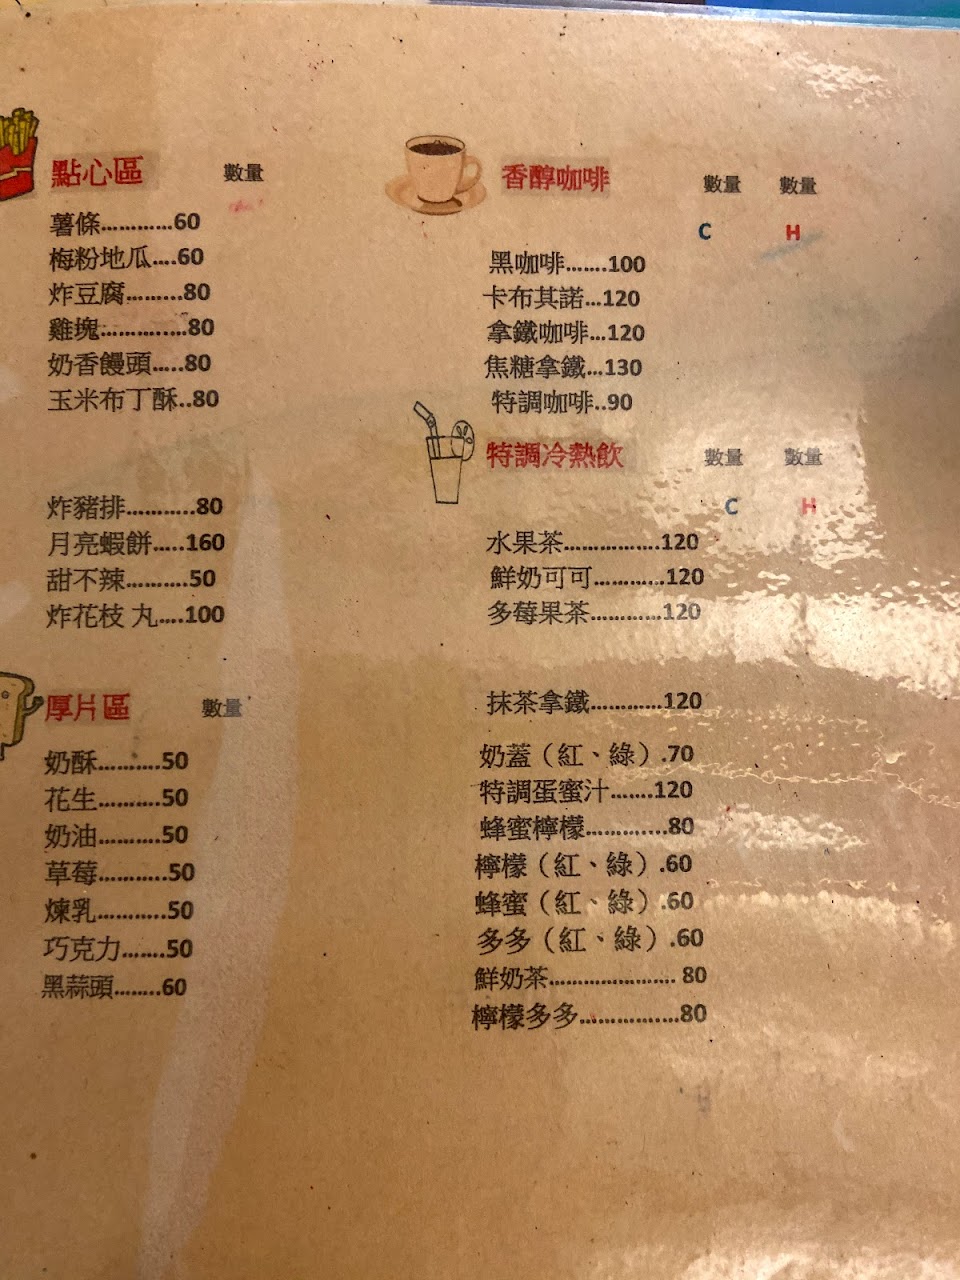 點心區 數量
薯條............60
梅粉地瓜....60
炸豆腐.........80
雞塊..............80
奶香饅頭.....80
玉米布丁酥..80
炸豬排...........80
月亮蝦餅.....160
甜不辣..........50
炸花枝 丸....100
厚片區 數量
奶酥..........50
花生..........50
奶油..........50
草莓...........50
煉乳...........50
巧克力.......50
黑蒜頭........60
香醇咖啡 數量 數量
C H
黑咖啡.......100
卡布其諾...120
拿鐵咖啡...120
焦糖拿鐵...130
特調咖啡..90
特調冷熱飲 數量 數量
C H
水果茶................120
鮮奶可可............120
多莓果茶............120
抹茶拿鐵............120
奶蓋（紅、綠）.70
特調蛋蜜汁.......120
蜂蜜檸檬.............80
檸檬（紅、綠）.60
蜂蜜（紅、綠）.60
多多（紅、綠）.60
鮮奶茶..................... 80
檸檬多多................80